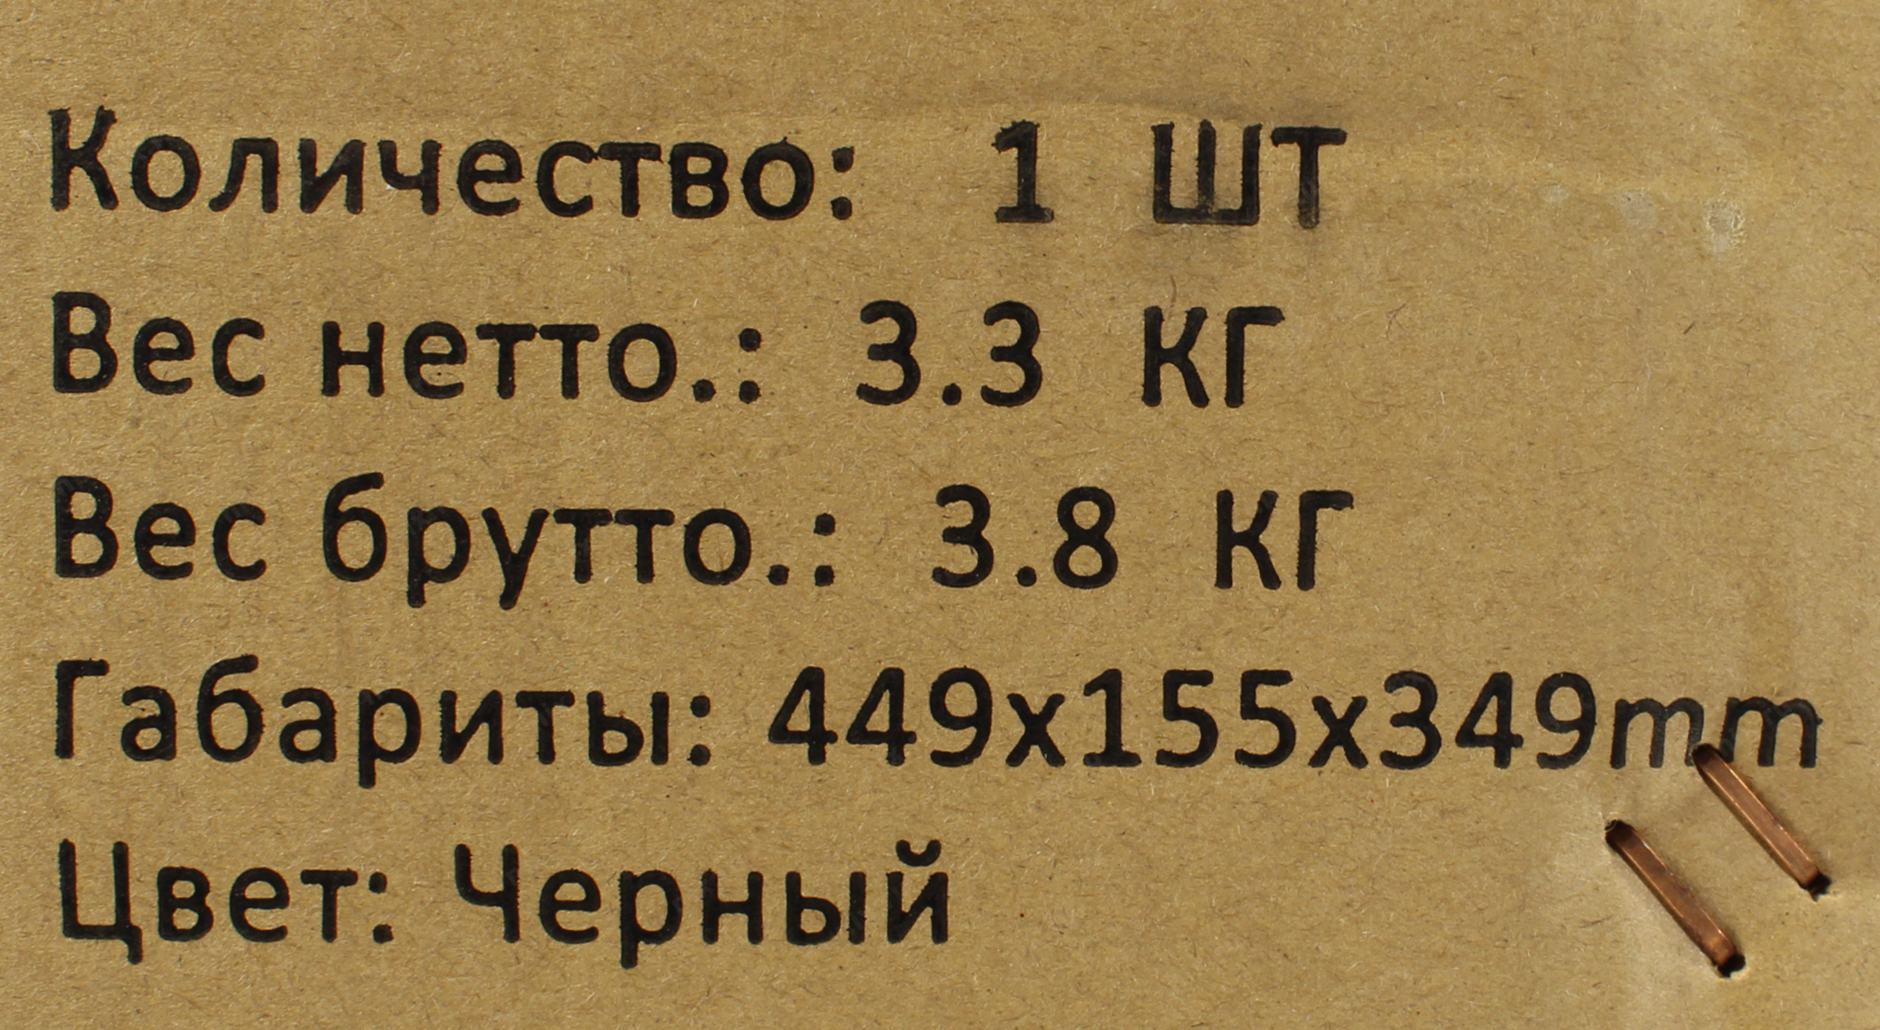 Количество: 1 ШТ
Вес нетто.: 3.3 КГ
Вес брутто.: 3.8 КГ
Габариты: 449x155x349mm
Цвет: Черный